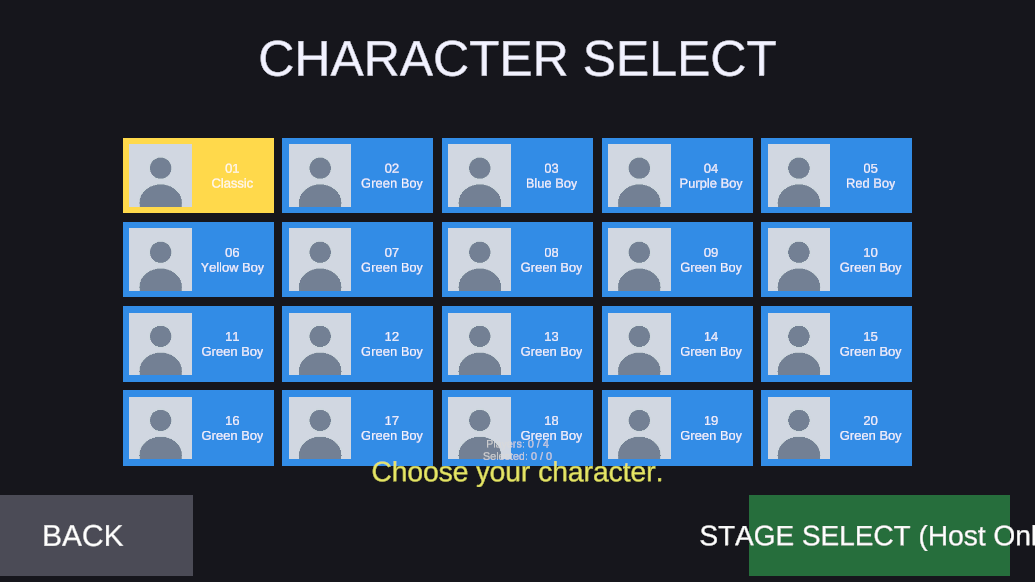 CHARACTER SELECT
01
Classic
02
Green Boy
03
Blue Boy
04
Purple Boy
05
Red Boy
06
Yellow Boy
07
Green Boy
08
Green Boy
09
Green Boy
10
Green Boy
11
Green Boy
12
Green Boy
13
Green Boy
14
Green Boy
15
Green Boy
16
Green Boy
17
Green Boy
18
Green Boy
19
Green Boy
20
Green Boy
Players: 0 / 4
Selected: 0 / 0
Choose your character.
BACK
STAGE SELECT (Host Onl